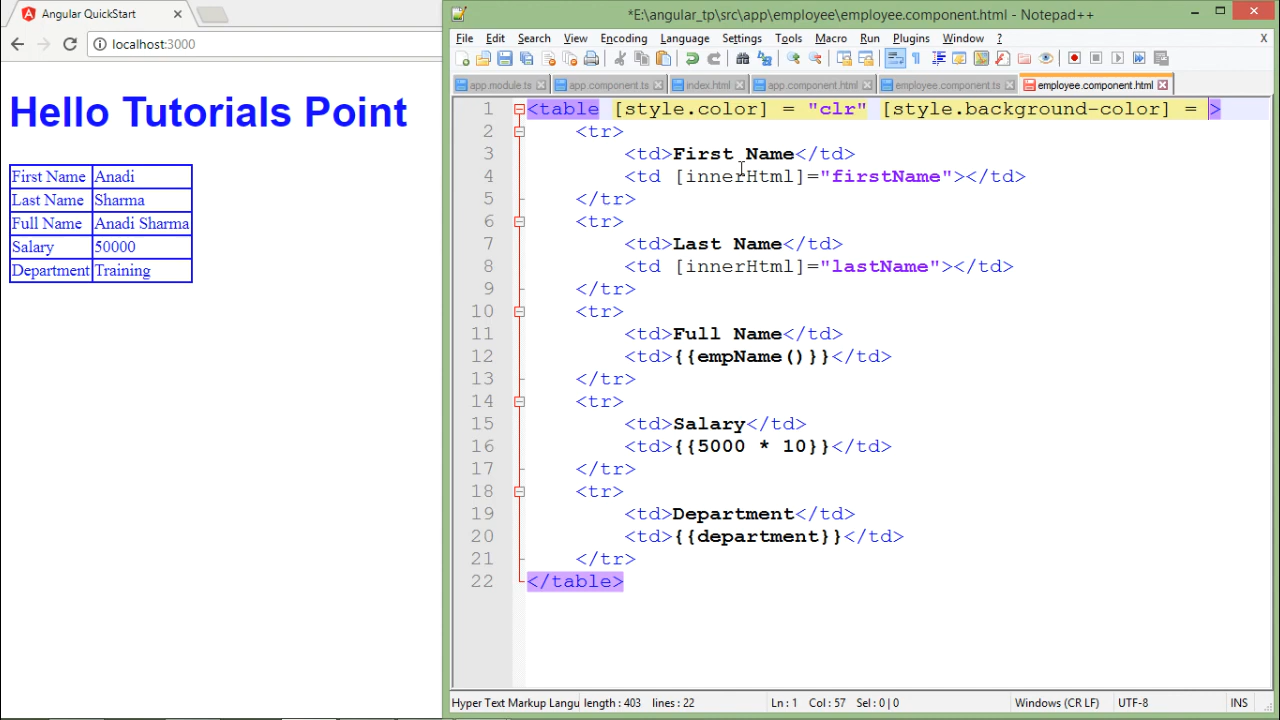 Angular QuickStart
localhost:3000
Hello Tutorials Point
First Name Anadi
Last Name Sharma
Full Name Anadi Sharma
Salary 50000
Department Training
*E:\angular_tp\src\app\employee\employee.component.html - Notepad++
File Edit Search View Encoding Language Settings Tools Macro Run Plugins Window ? X
app.module.ts app.component.ts index.html app.component.html employee.component.ts employee.component.html
1 <table [style.color] = "clr" [style.background-color] = >
2 <tr>
3 <td>First Name</td>
4 <td [innerHtml]="firstName"></td>
5 </tr>
6 <tr>
7 <td>Last Name</td>
8 <td [innerHtml]="lastName"></td>
9 </tr>
10 <tr>
11 <td>Full Name</td>
12 <td>{{empName()}}</td>
13 </tr>
14 <tr>
15 <td>Salary</td>
16 <td>{{5000 * 10}}</td>
17 </tr>
18 <tr>
19 <td>Department</td>
20 <td>{{department}}</td>
21 </tr>
22 </table>
Hyper Text Markup Langu length : 403 lines : 22 Ln : 1 Col : 57 Sel : 0 | 0 Windows (CR LF) UTF-8 INS